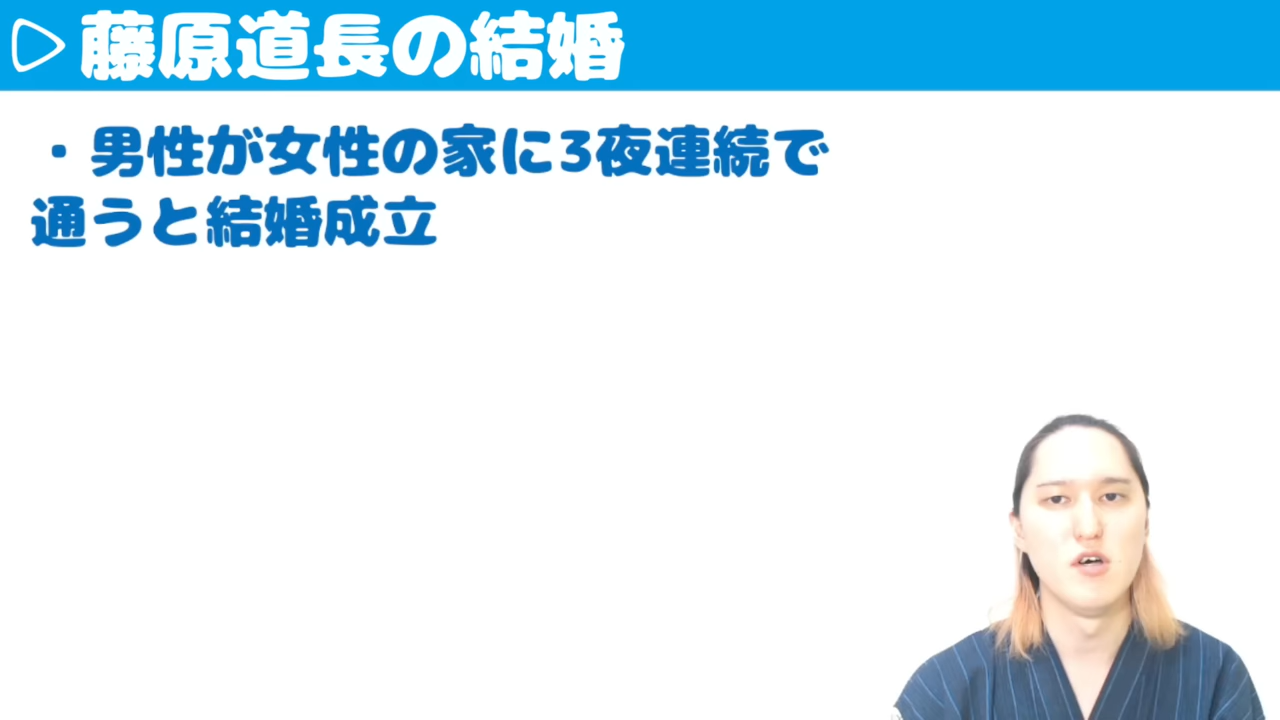 藤原道長の結婚
・男性が女性の家に3夜連続で
通うと結婚成立